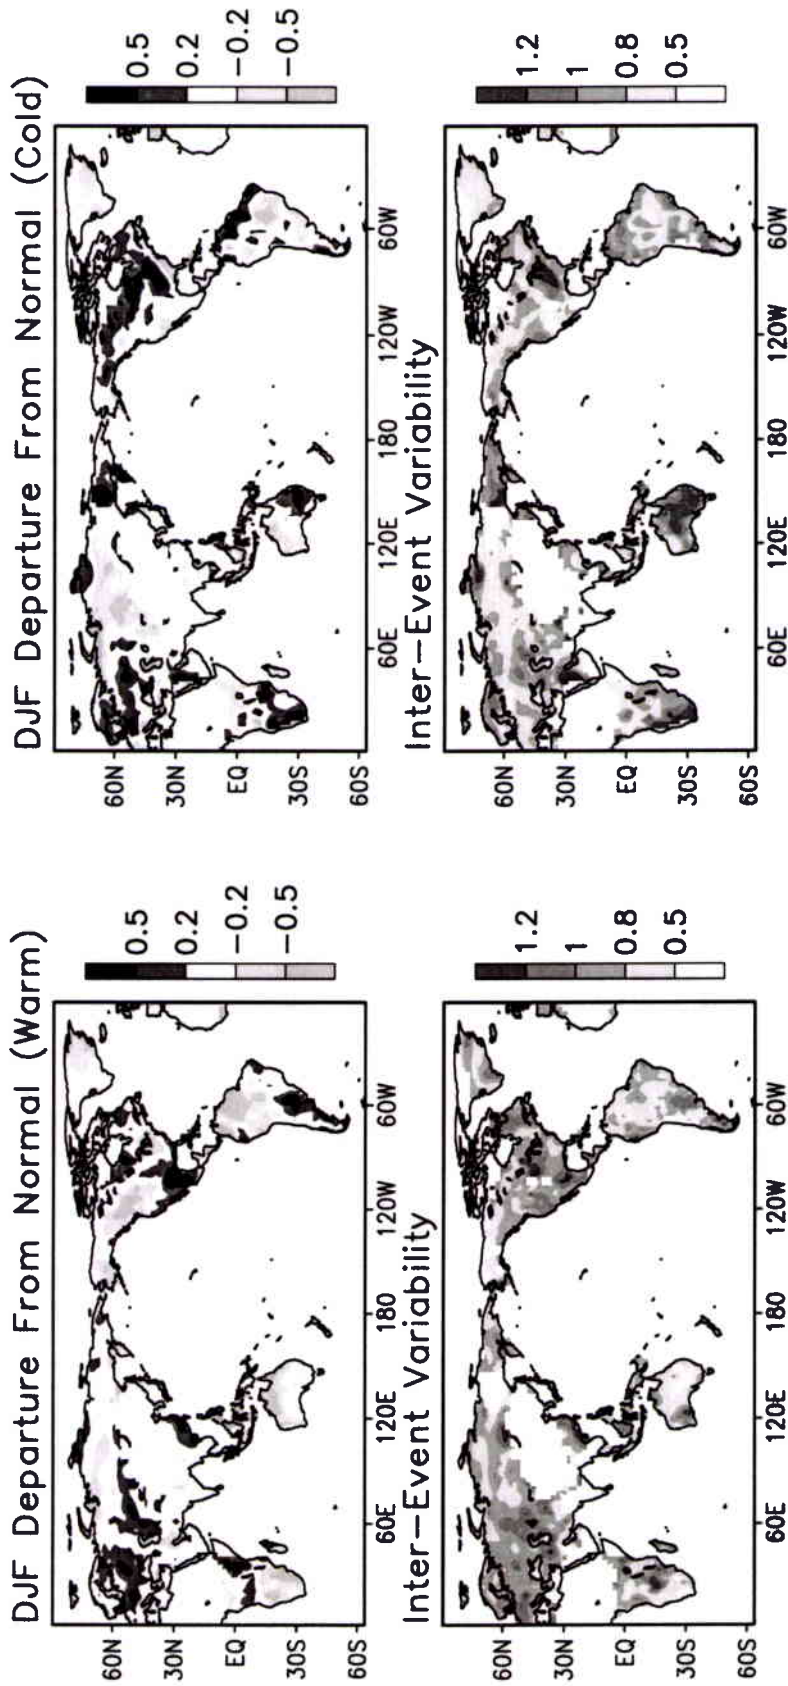 DJF Departure From Normal (Warm)
60N
30N
EQ
30S
60S
60E
120E
180
120W
60W
0.5
0.2
−0.2
−0.5
Inter−Event Variability
60N
30N
EQ
30S
60S
60E
120E
180
120W
60W
1.2
1
0.8
0.5
DJF Departure From Normal (Cold)
60N
30N
EQ
30S
60S
60E
120E
180
120W
60W
0.5
0.2
−0.2
−0.5
Inter−Event Variability
60N
30N
EQ
30S
60S
60E
120E
180
120W
60W
1.2
1
0.8
0.5